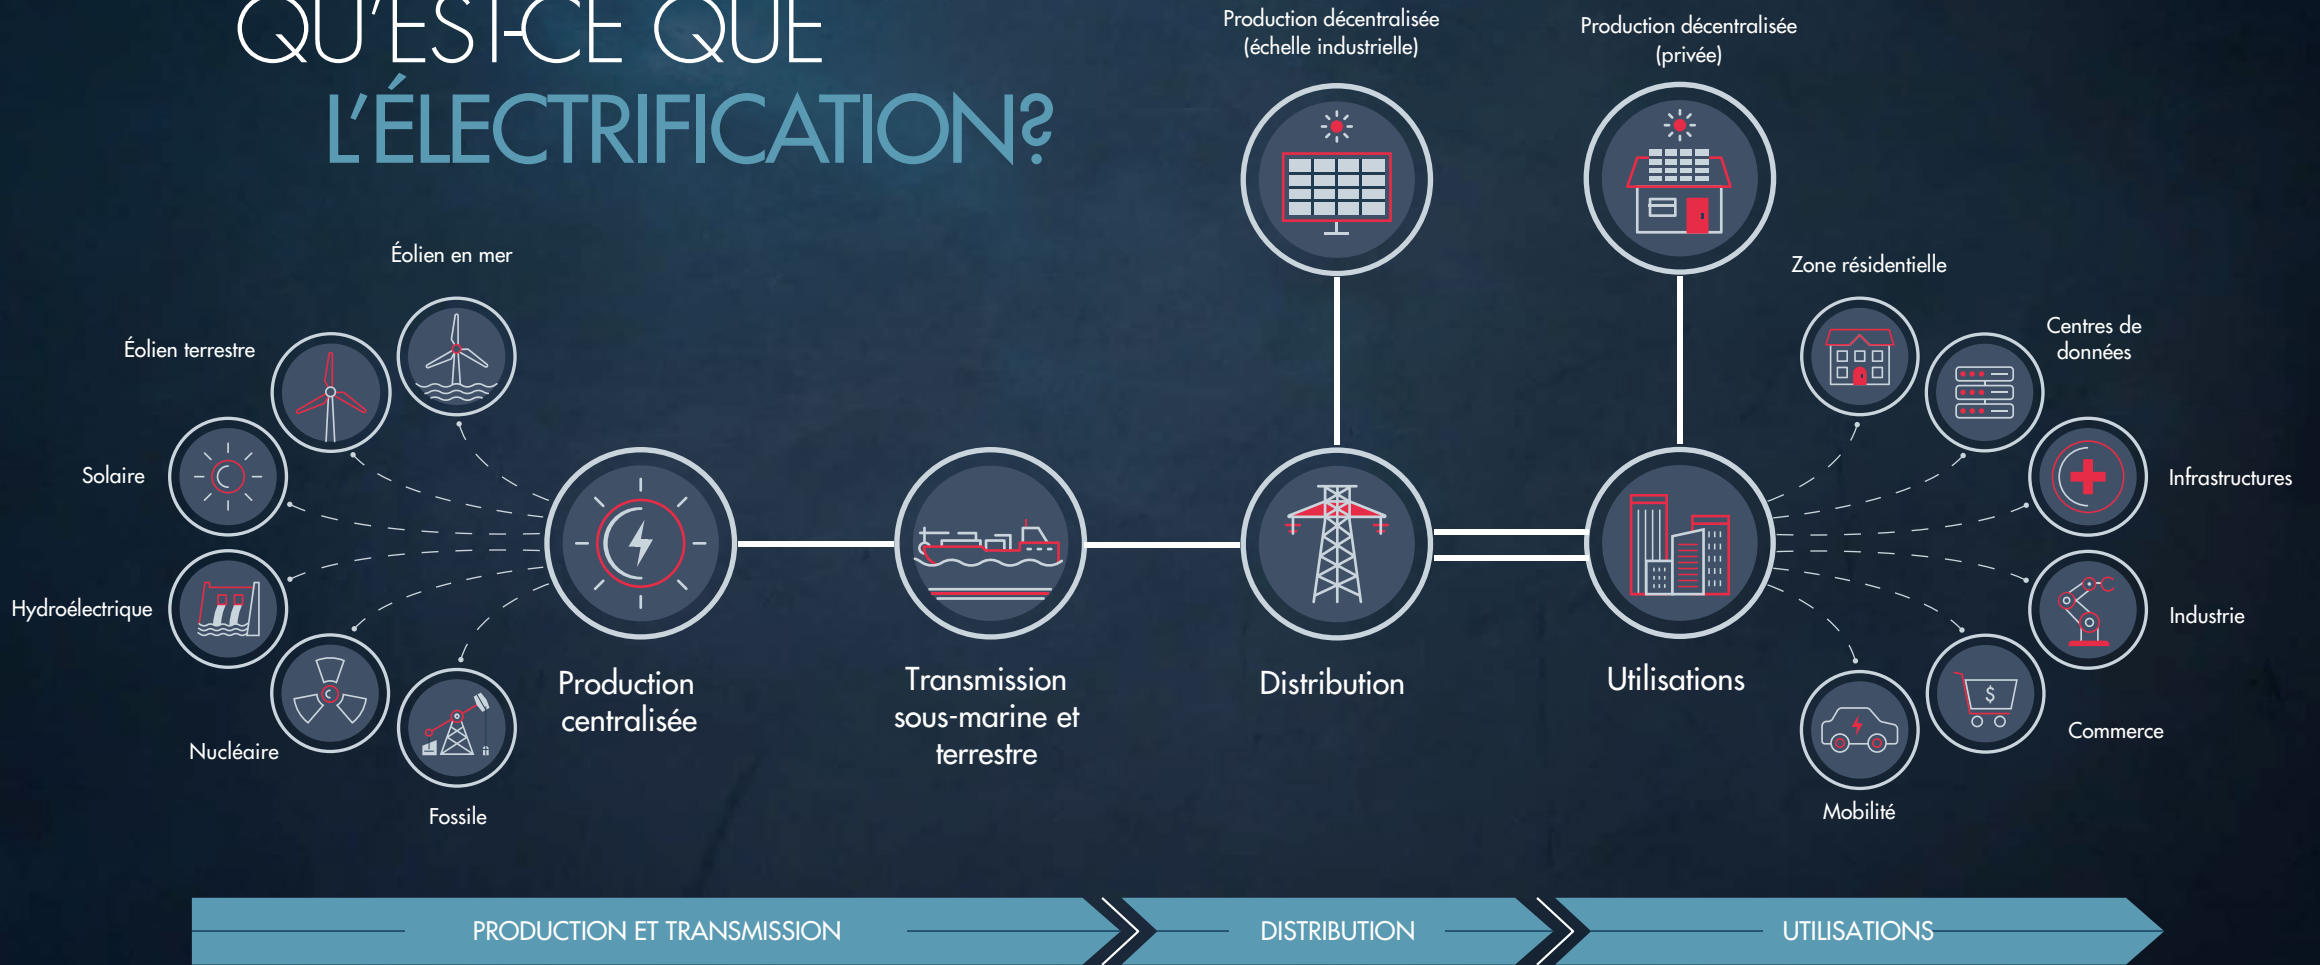 QU'EST-CE QUE
L'ÉLECTRIFICATION?
Production décentralisée
(échelle industrielle)
Production décentralisée
(privée)
Éolien en mer
Éolien terrestre
Solaire
Hydroélectrique
Nucléaire
Fossile
Production
centralisée
Transmission
sous-marine et
terrestre
Distribution
Utilisations
Zone résidentielle
Centres de
données
Infrastructures
Industrie
$
Commerce
Mobilité
PRODUCTION ET TRANSMISSION
DISTRIBUTION
UTILISATIONS